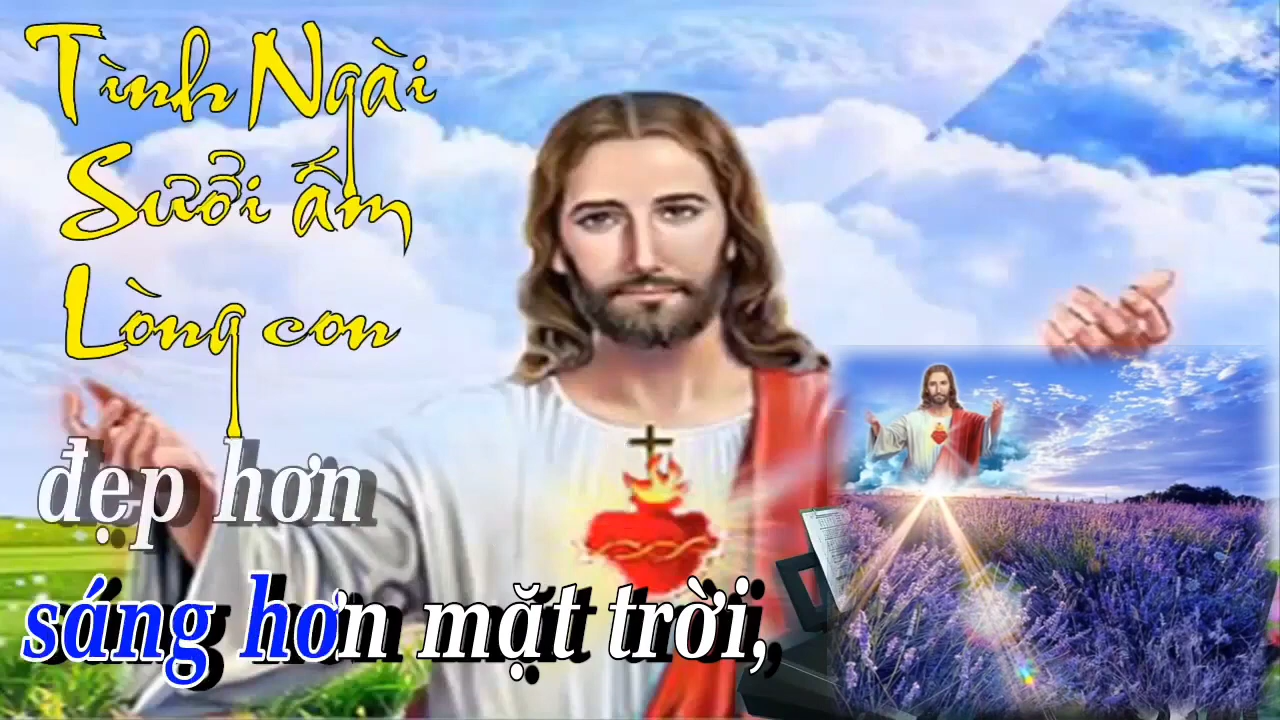 Tình Ngài
Sưởi ấm
Lòng con
đẹp hơn
sáng hơn mặt trời,